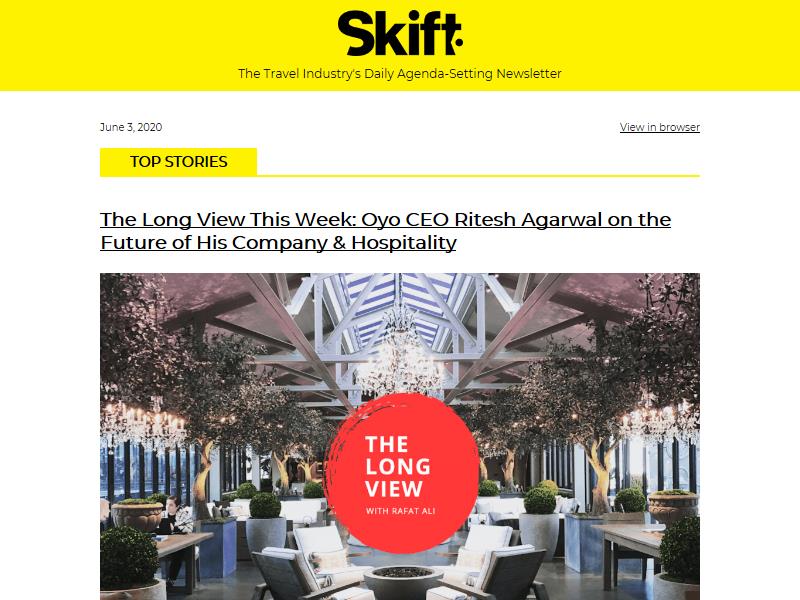 Skift.
The Travel Industry's Daily Agenda-Setting Newsletter
June 3, 2020
View in browser
TOP STORIES
The Long View This Week: Oyo CEO Ritesh Agarwal on the
Future of His Company & Hospitality
THE
LONG
VIEW
WITH RAFAT ALI